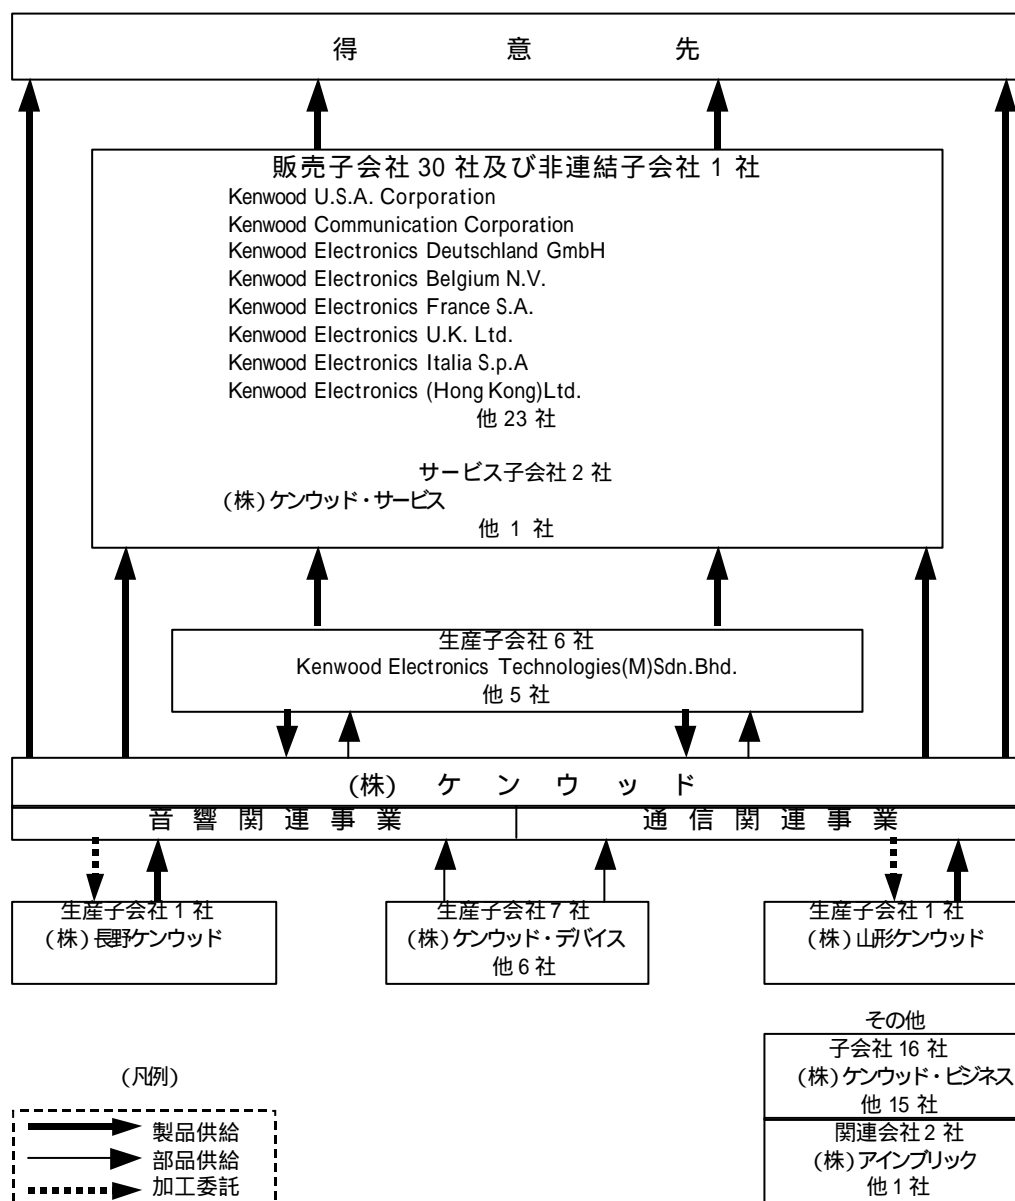 得意先
販売子会社 30 社及び非連結子会社 1 社
Kenwood U.S.A. Corporation
Kenwood Communication Corporation
Kenwood Electronics Deutschland GmbH
Kenwood Electronics Belgium N.V.
Kenwood Electronics France S.A.
Kenwood Electronics U.K. Ltd.
Kenwood Electronics Italia S.p.A
Kenwood Electronics (Hong Kong)Ltd.
他 23 社
サービス子会社 2 社
(株)ケンウッド・サービス
他 1 社
生産子会社 6 社
Kenwood Electronics Technologies(M)Sdn.Bhd.
他 5 社
(株) ケンウッド
音響関連事業 通信関連事業
生産子会社 1 社
(株)長野ケンウッド
生産子会社 7 社
(株)ケンウッド・デバイス
他 6 社
生産子会社 1 社
(株)山形ケンウッド
その他
子会社 16 社
(株)ケンウッド・ビジネス
他 15 社
関連会社 2 社
(株)アインブリック
他 1 社
(凡例)
製品供給
部品供給
加工委託